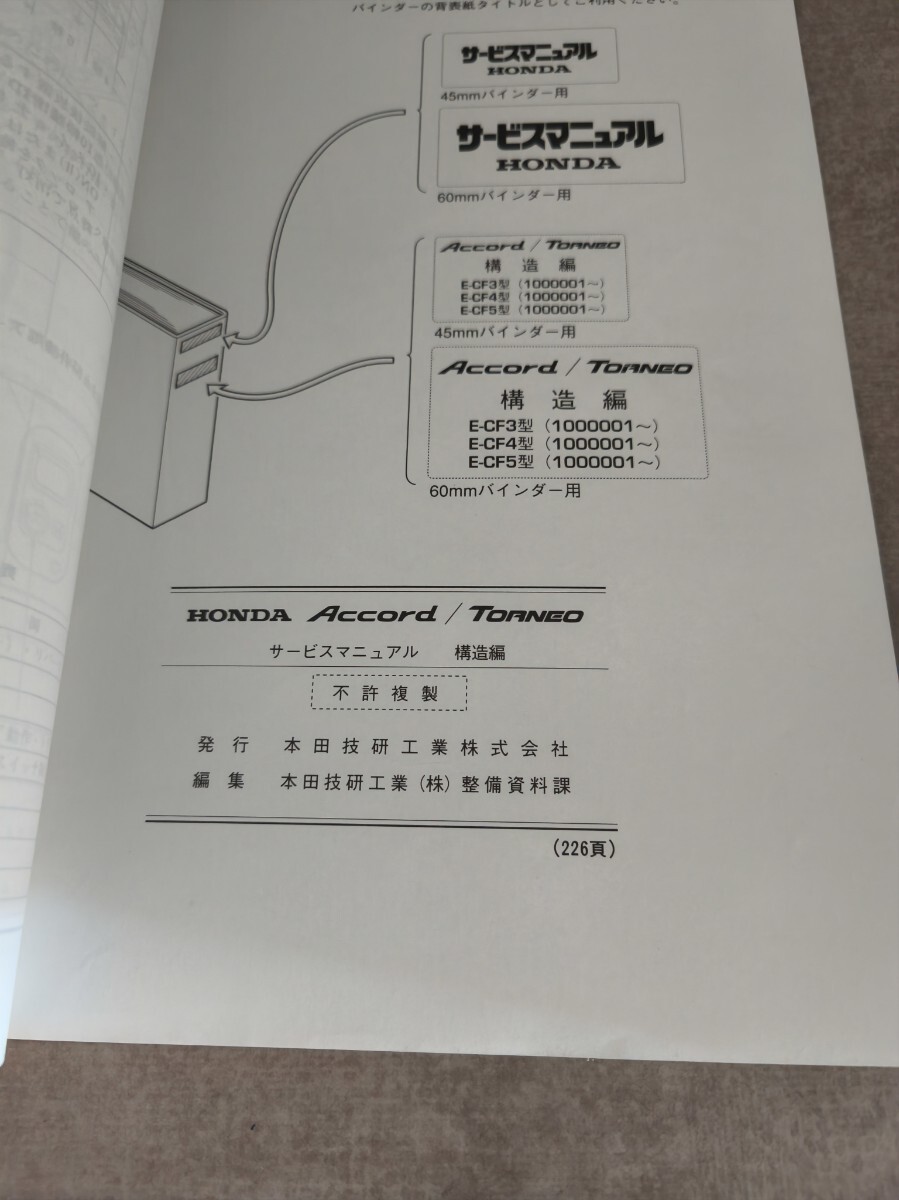 バインダーの背表紙タイトルとしてご利用ください。
サービスマニュアル
HONDA
45mmバインダー用
サービスマニュアル
HONDA
60mmバインダー用
Accord / TORNEO
構造編
E-CF3型 (1000001～)
E-CF4型 (1000001～)
E-CF5型 (1000001～)
45mmバインダー用
Accord / TORNEO
構造編
E-CF3型 (1000001～)
E-CF4型 (1000001～)
E-CF5型 (1000001～)
60mmバインダー用
HONDA Accord / TORNEO
サービスマニュアル 構造編
不許複製
発行 本田技研工業株式会社
編集 本田技研工業(株)整備資料課
(226頁)